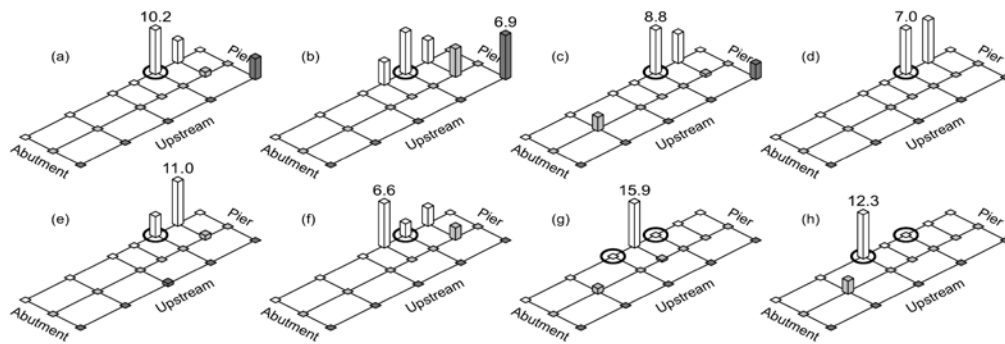 10.2
(a)
Pier
Upstream
Abutment
6.9
(b)
Pier
Upstream
Abutment
8.8
(c)
Pier
Upstream
Abutment
7.0
(d)
Pier
Upstream
Abutment
11.0
(e)
Pier
Upstream
Abutment
6.6
(f)
Pier
Upstream
Abutment
15.9
(g)
Pier
Upstream
Abutment
12.3
(h)
Pier
Upstream
Abutment